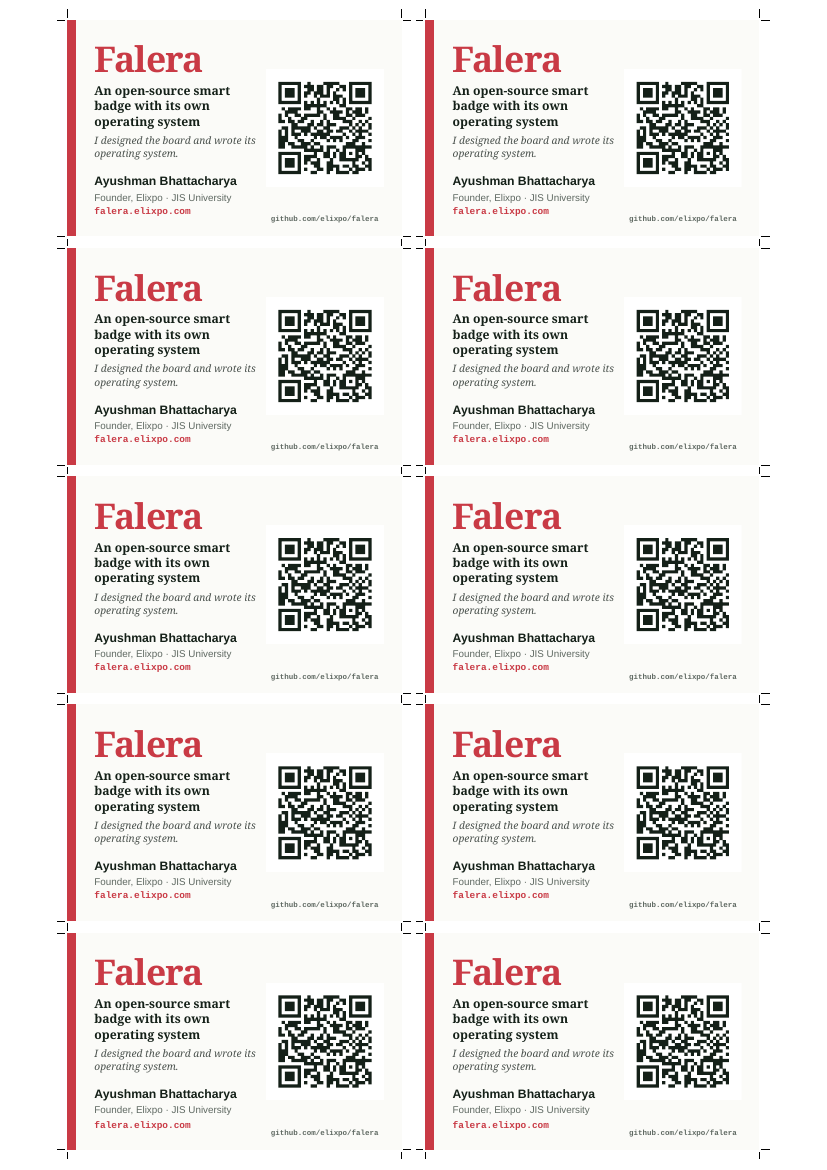 Falera
An open-source smart
badge with its own
operating system
I designed the board and wrote its
operating system.
Ayushman Bhattacharya
Founder, Elixpo · JIS University
falera.elixpo.com
github.com/elixpo/falera
Falera
An open-source smart
badge with its own
operating system
I designed the board and wrote its
operating system.
Ayushman Bhattacharya
Founder, Elixpo · JIS University
falera.elixpo.com
github.com/elixpo/falera
Falera
An open-source smart
badge with its own
operating system
I designed the board and wrote its
operating system.
Ayushman Bhattacharya
Founder, Elixpo · JIS University
falera.elixpo.com
github.com/elixpo/falera
Falera
An open-source smart
badge with its own
operating system
I designed the board and wrote its
operating system.
Ayushman Bhattacharya
Founder, Elixpo · JIS University
falera.elixpo.com
github.com/elixpo/falera
Falera
An open-source smart
badge with its own
operating system
I designed the board and wrote its
operating system.
Ayushman Bhattacharya
Founder, Elixpo · JIS University
falera.elixpo.com
github.com/elixpo/falera
Falera
An open-source smart
badge with its own
operating system
I designed the board and wrote its
operating system.
Ayushman Bhattacharya
Founder, Elixpo · JIS University
falera.elixpo.com
github.com/elixpo/falera
Falera
An open-source smart
badge with its own
operating system
I designed the board and wrote its
operating system.
Ayushman Bhattacharya
Founder, Elixpo · JIS University
falera.elixpo.com
github.com/elixpo/falera
Falera
An open-source smart
badge with its own
operating system
I designed the board and wrote its
operating system.
Ayushman Bhattacharya
Founder, Elixpo · JIS University
falera.elixpo.com
github.com/elixpo/falera
Falera
An open-source smart
badge with its own
operating system
I designed the board and wrote its
operating system.
Ayushman Bhattacharya
Founder, Elixpo · JIS University
falera.elixpo.com
github.com/elixpo/falera
Falera
An open-source smart
badge with its own
operating system
I designed the board and wrote its
operating system.
Ayushman Bhattacharya
Founder, Elixpo · JIS University
falera.elixpo.com
github.com/elixpo/falera